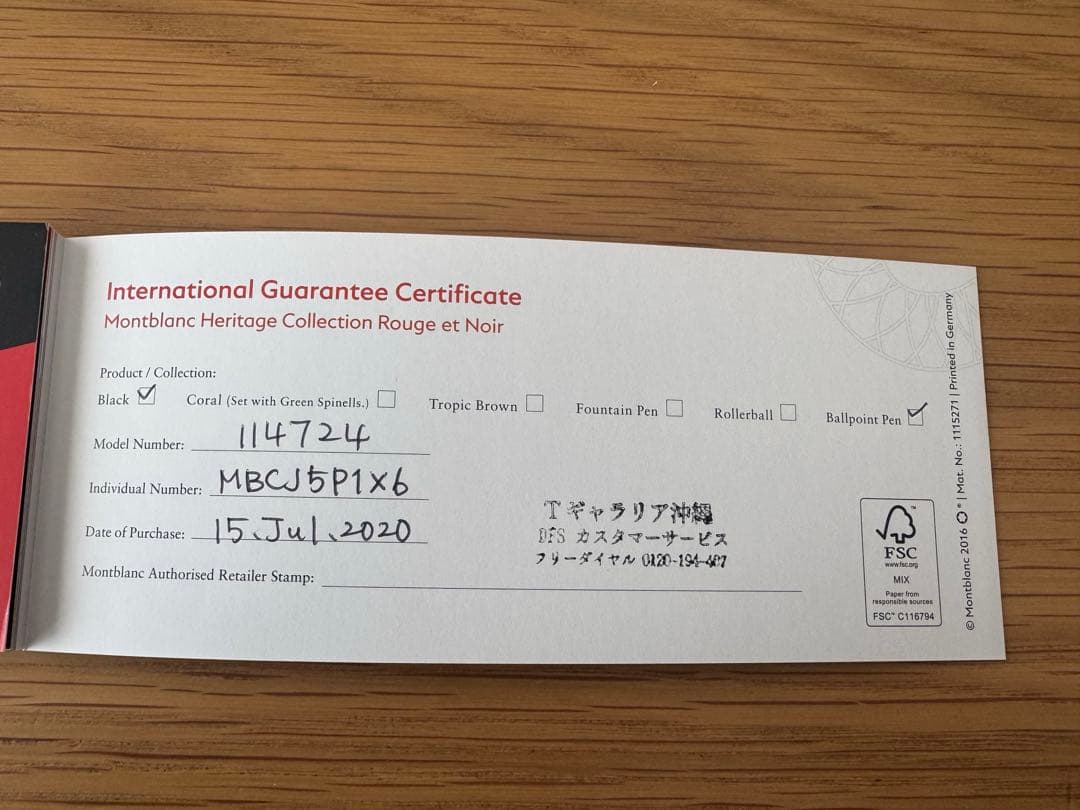 International Guarantee Certificate
Montblanc Heritage Collection Rouge et Noir
Product / Collection:
Black ☑ Coral (Set with Green Spinells.) ☐ Tropic Brown ☐ Fountain Pen ☐ Rollerball ☐ Ballpoint Pen ☑
Model Number: 114724
Individual Number: MBCJ5P1X6
Date of Purchase: 15.Jul.2020
Montblanc Authorised Retailer Stamp:
Tギャラリア沖縄
DFS カスタマーサービス
フリーダイヤル 0120-194-487
FSC™
www.fsc.org
MIX
Paper from
responsible sources
FSC™ C116794
© Montblanc 2016 | Mat. No.: 1115271 | Printed in Germany